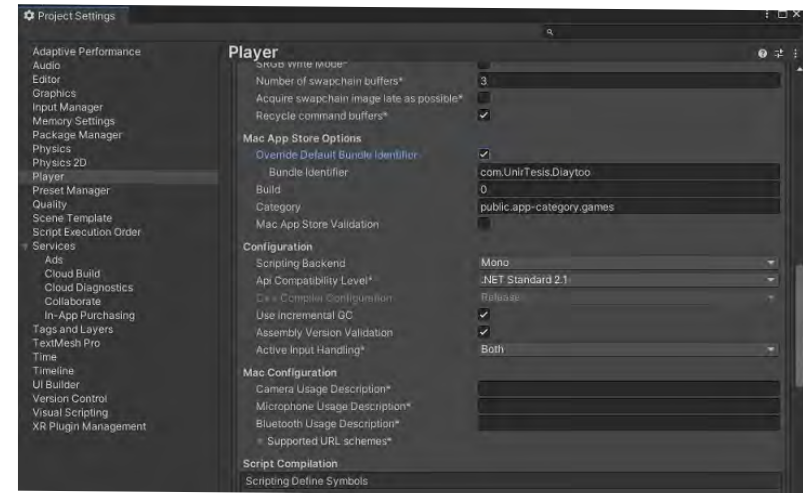 Project Settings
Adaptive Performance
Audio
Editor
Graphics
Input Manager
Memory Settings
Package Manager
Physics
Physics 2D
Player
Preset Manager
Quality
Scene Template
Script Execution Order
Services
Ads
Cloud Build
Cloud Diagnostics
Collaborate
In-App Purchasing
Tags and Layers
TextMesh Pro
Time
Timeline
UI Builder
Version Control
Visual Scripting
XR Plugin Management
Player
SRGB Write Mode*
Number of swapchain buffers* 3
Acquire swapchain image late as possible*
Recycle command buffers*
Mac App Store Options
Override Default Bundle Identifier
Bundle Identifier com.UnirTesis.Diaytoo
Build 0
Category public.app-category.games
Mac App Store Validation
Configuration
Scripting Backend Mono
Api Compatibility Level* .NET Standard 2.1
C++ Compiler Configuration Release
Use incremental GC
Assembly Version Validation
Active Input Handling* Both
Mac Configuration
Camera Usage Description*
Microphone Usage Description*
Bluetooth Usage Description*
Supported URL schemes*
Script Compilation
Scripting Define Symbols